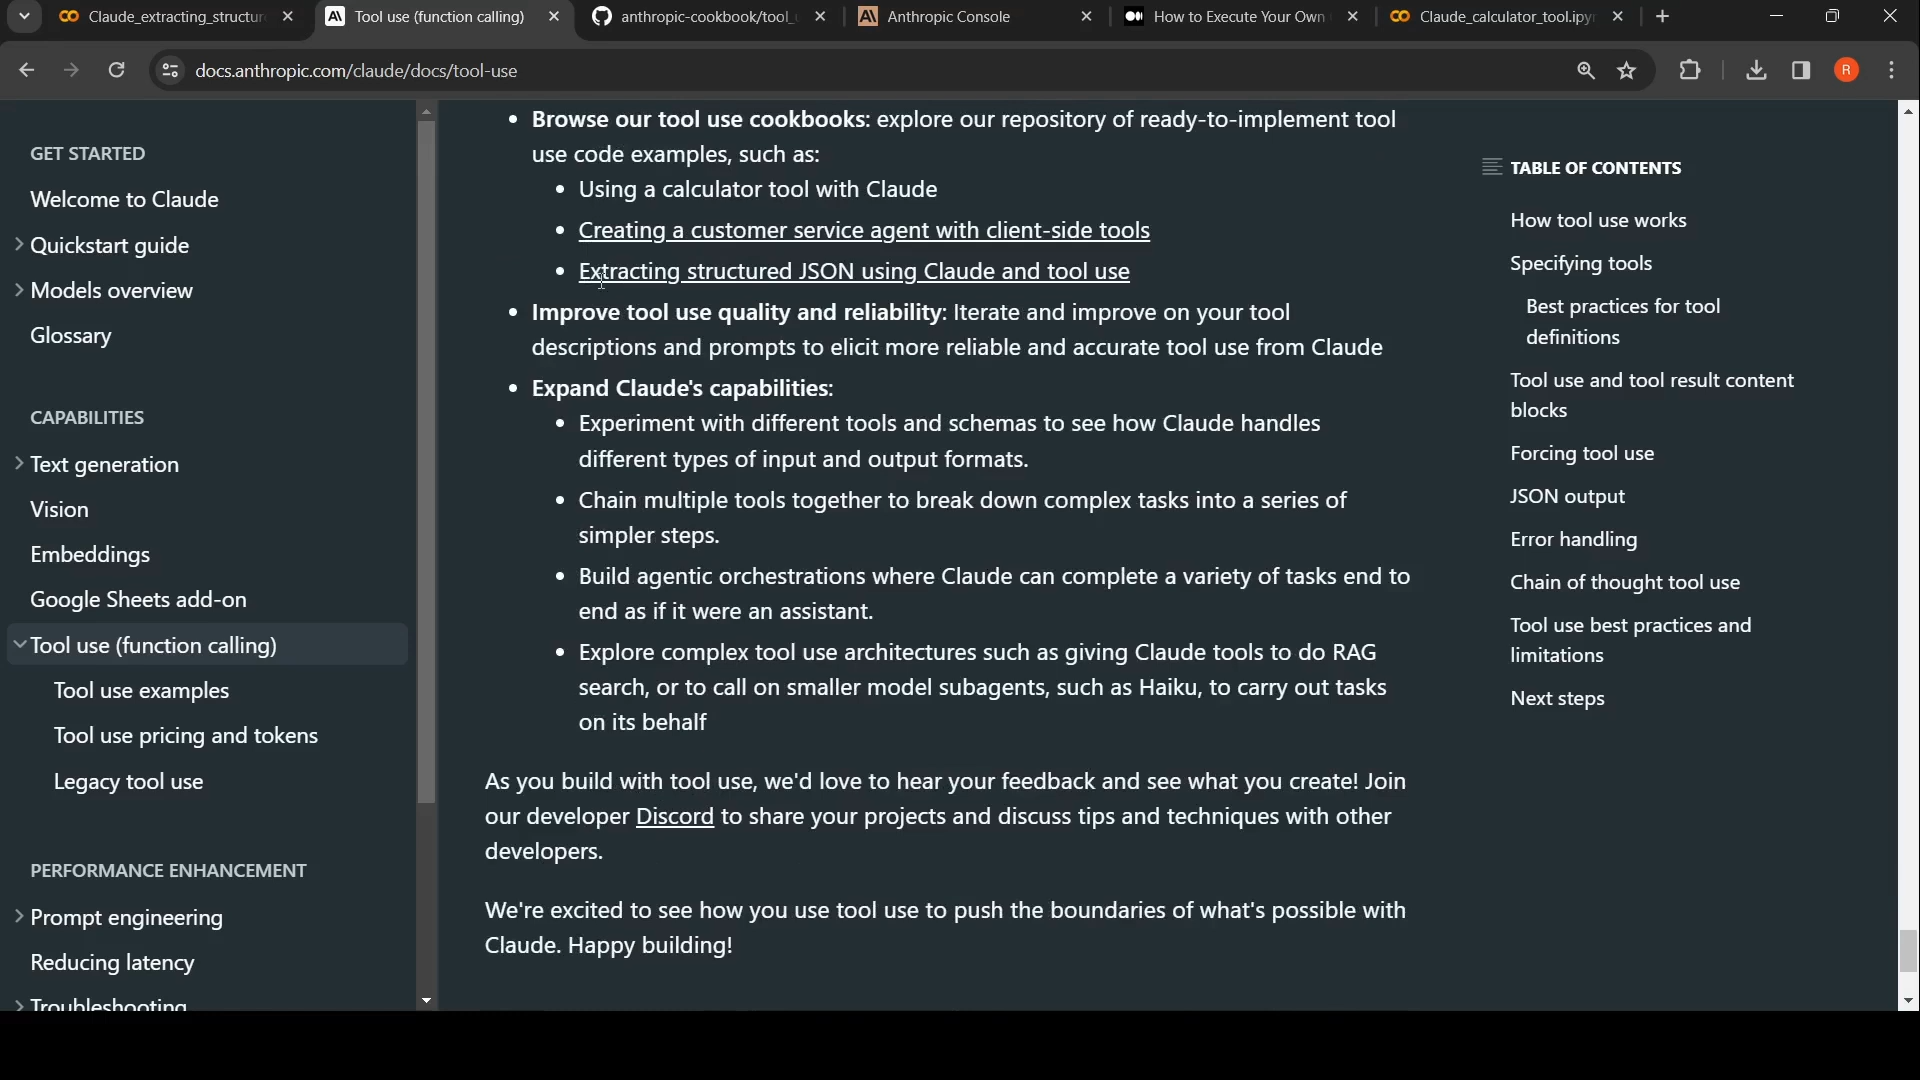 Claude_extracting_structur
Tool use (function calling)
anthropic-cookbook/tool_
Anthropic Console
How to Execute Your Own
Claude_calculator_tool.ipy
docs.anthropic.com/claude/docs/tool-use
R
GET STARTED
Welcome to Claude
Quickstart guide
Models overview
Glossary
CAPABILITIES
Text generation
Vision
Embeddings
Google Sheets add-on
Tool use (function calling)
Tool use examples
Tool use pricing and tokens
Legacy tool use
PERFORMANCE ENHANCEMENT
Prompt engineering
Reducing latency
Troubleshooting
• Browse our tool use cookbooks: explore our repository of ready-to-implement tool
use code examples, such as:
• Using a calculator tool with Claude
• Creating a customer service agent with client-side tools
• Extracting structured JSON using Claude and tool use
• Improve tool use quality and reliability: Iterate and improve on your tool
descriptions and prompts to elicit more reliable and accurate tool use from Claude
• Expand Claude's capabilities:
• Experiment with different tools and schemas to see how Claude handles
different types of input and output formats.
• Chain multiple tools together to break down complex tasks into a series of
simpler steps.
• Build agentic orchestrations where Claude can complete a variety of tasks end to
end as if it were an assistant.
• Explore complex tool use architectures such as giving Claude tools to do RAG
search, or to call on smaller model subagents, such as Haiku, to carry out tasks
on its behalf
As you build with tool use, we'd love to hear your feedback and see what you create! Join
our developer Discord to share your projects and discuss tips and techniques with other
developers.
We're excited to see how you use tool use to push the boundaries of what's possible with
Claude. Happy building!
TABLE OF CONTENTS
How tool use works
Specifying tools
Best practices for tool
definitions
Tool use and tool result content
blocks
Forcing tool use
JSON output
Error handling
Chain of thought tool use
Tool use best practices and
limitations
Next steps